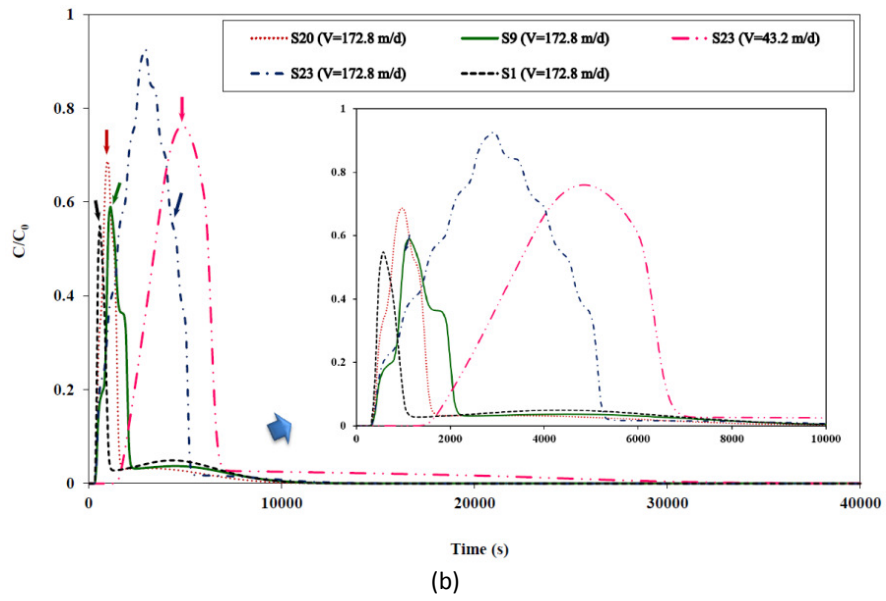 S20 (V=172.8 m/d) S9 (V=172.8 m/d) S23 (V=43.2 m/d)
S23 (V=172.8 m/d) S1 (V=172.8 m/d)
1
0.8
0.6
0.4
0.2
0
C/C0
1
0.8
0.6
0.4
0.2
0
0 2000 4000 6000 8000 10000
0 10000 20000 30000 40000
Time (s)
(b)